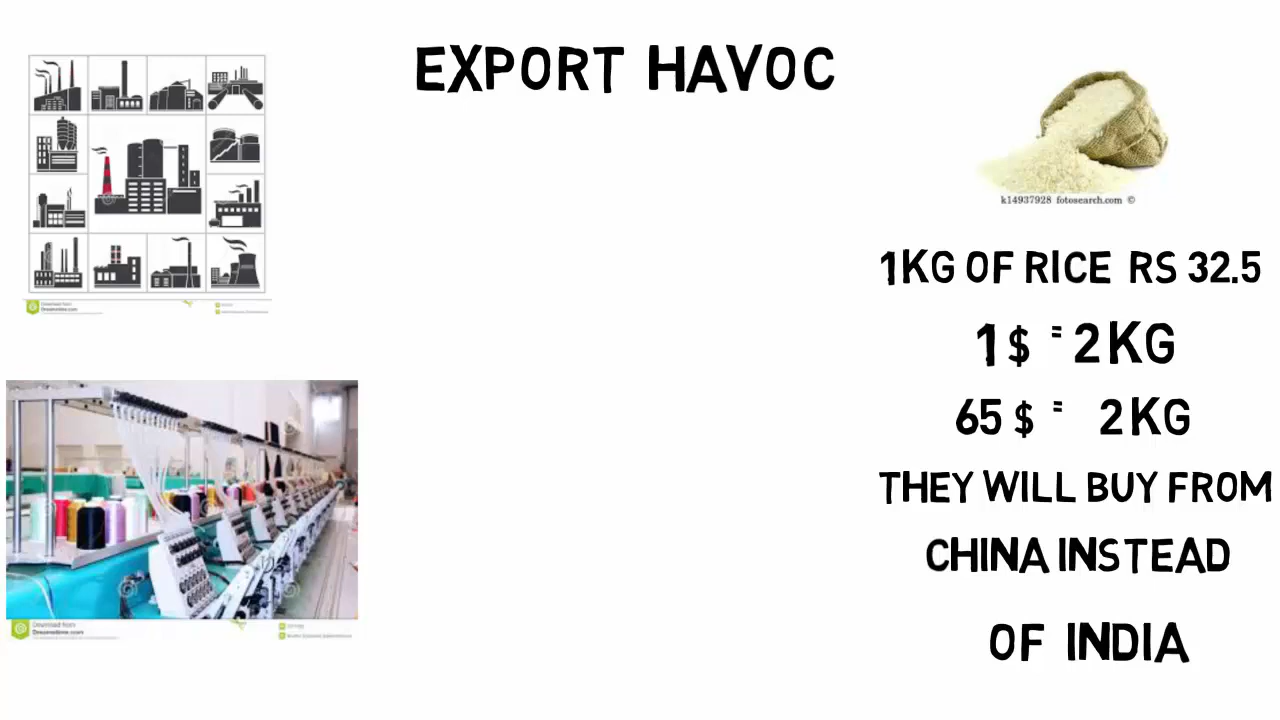 EXPORT HAVOC
k14937928 fotosearch.com ©
1KG OF RICE RS 32.5
1$ = 2KG
65$ = 2KG
THEY WILL BUY FROM
CHINA INSTEAD
OF INDIA
Download from
Dreamstime.com
Download from
Dreamstime.com